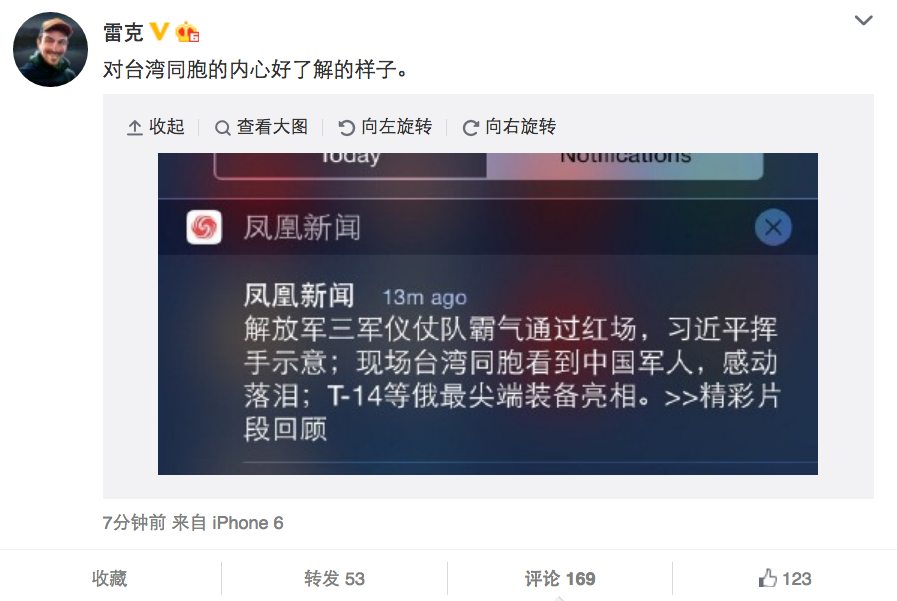 雷克
对台湾同胞的内心好了解的样子。
收起 查看大图 向左旋转 向右旋转
Today Notifications
凤凰新闻
凤凰新闻 13m ago
解放军三军仪仗队霸气通过红场，习近平挥
手示意；现场台湾同胞看到中国军人，感动
落泪；T-14等俄最尖端装备亮相。>>精彩片
段回顾
7分钟前 来自 iPhone 6
收藏 转发 53 评论 169 123